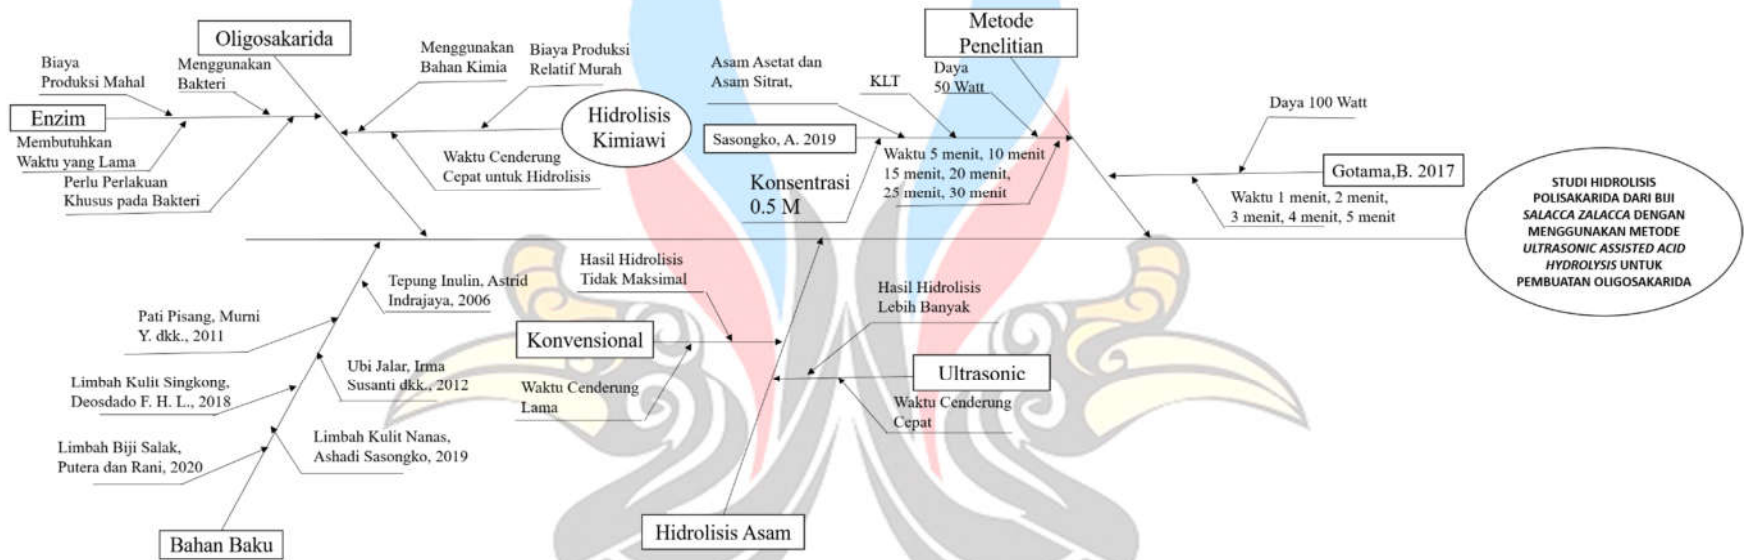 Oligosakarida
Biaya
Produksi Mahal
Menggunakan
Bakteri
Enzim
Membutuhkan
Waktu yang Lama
Perlu Perlakuan
Khusus pada Bakteri
Menggunakan
Bahan Kimia
Biaya Produksi
Relatif Murah
Hidrolisis
Kimiawi
Waktu Cenderung
Cepat untuk Hidrolisis
Metode
Penelitian
Asam Asetat dan
Asam Sitrat,
KLT
Daya
50 Watt
Sasongko, A. 2019
Waktu 5 menit, 10 menit
15 menit, 20 menit,
25 menit, 30 menit
Konsentrasi
0.5 M
Daya 100 Watt
Gotama,B. 2017
Waktu 1 menit, 2 menit,
3 menit, 4 menit, 5 menit
STUDI HIDROLISIS
POLISAKARIDA DARI BIJI
SALACCA ZALACCA DENGAN
MENGGUNAKAN METODE
ULTRASONIC ASSISTED ACID
HYDROLYSIS UNTUK
PEMBUATAN OLIGOSAKARIDA
Tepung Inulin, Astrid
Indrajaya, 2006
Pati Pisang, Murni
Y. dkk., 2011
Ubi Jalar, Irma
Susanti dkk., 2012
Limbah Kulit Singkong,
Deosdado F. H. L., 2018
Limbah Kulit Nanas,
Ashadi Sasongko, 2019
Limbah Biji Salak,
Putera dan Rani, 2020
Bahan Baku
Hasil Hidrolisis
Tidak Maksimal
Konvensional
Waktu Cenderung
Lama
Hasil Hidrolisis
Lebih Banyak
Ultrasonic
Waktu Cenderung
Cepat
Hidrolisis Asam